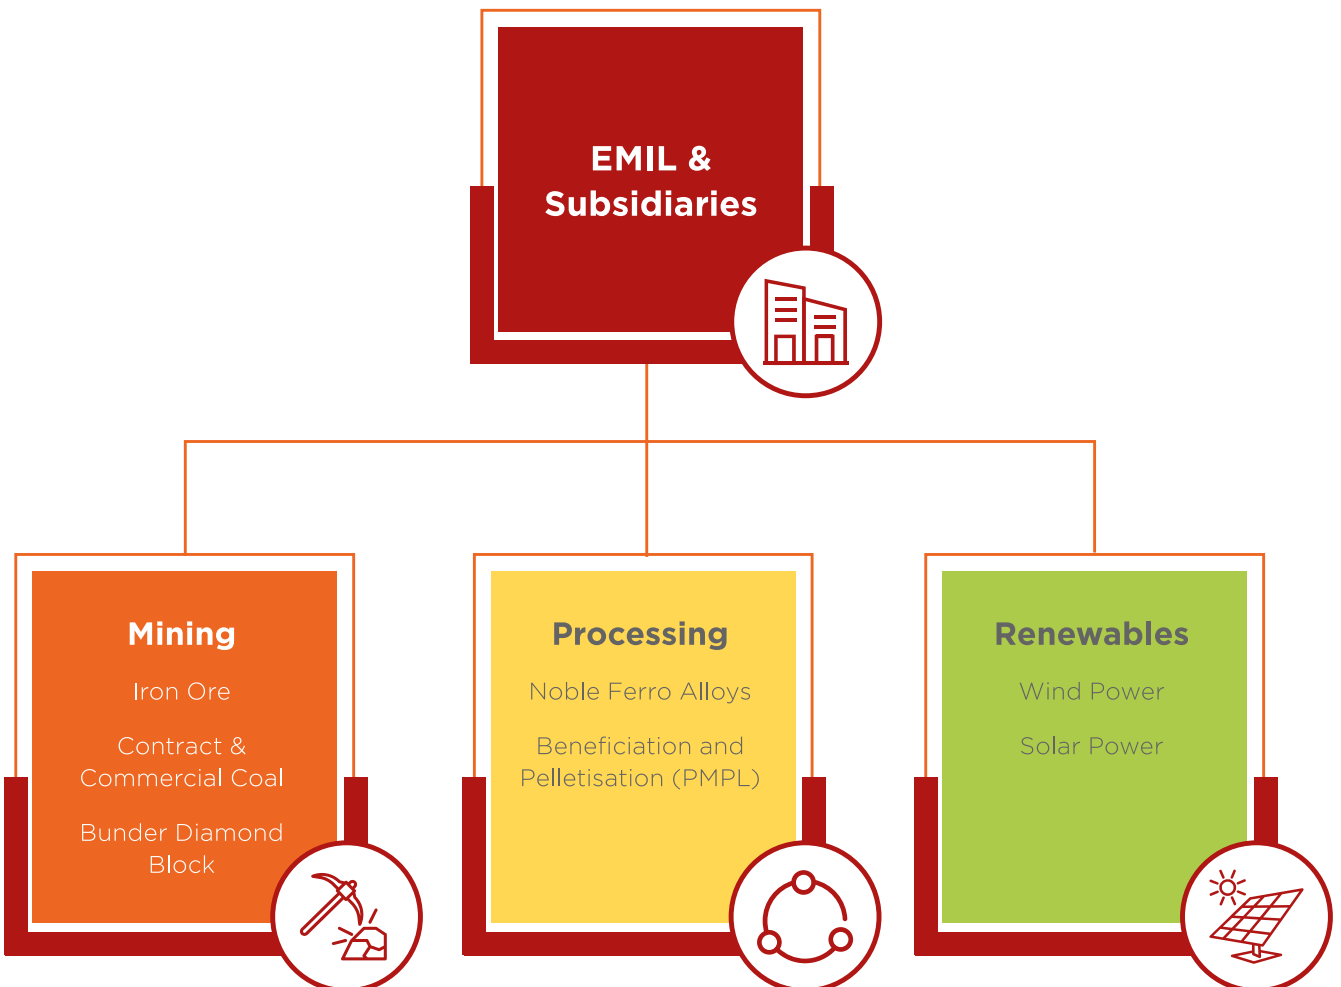 EMIL &
Subsidiaries
Mining
Iron Ore
Contract &
Commercial Coal
Bunder Diamond
Block
Processing
Noble Ferro Alloys
Beneficiation and
Pelletisation (PMPL)
Renewables
Wind Power
Solar Power